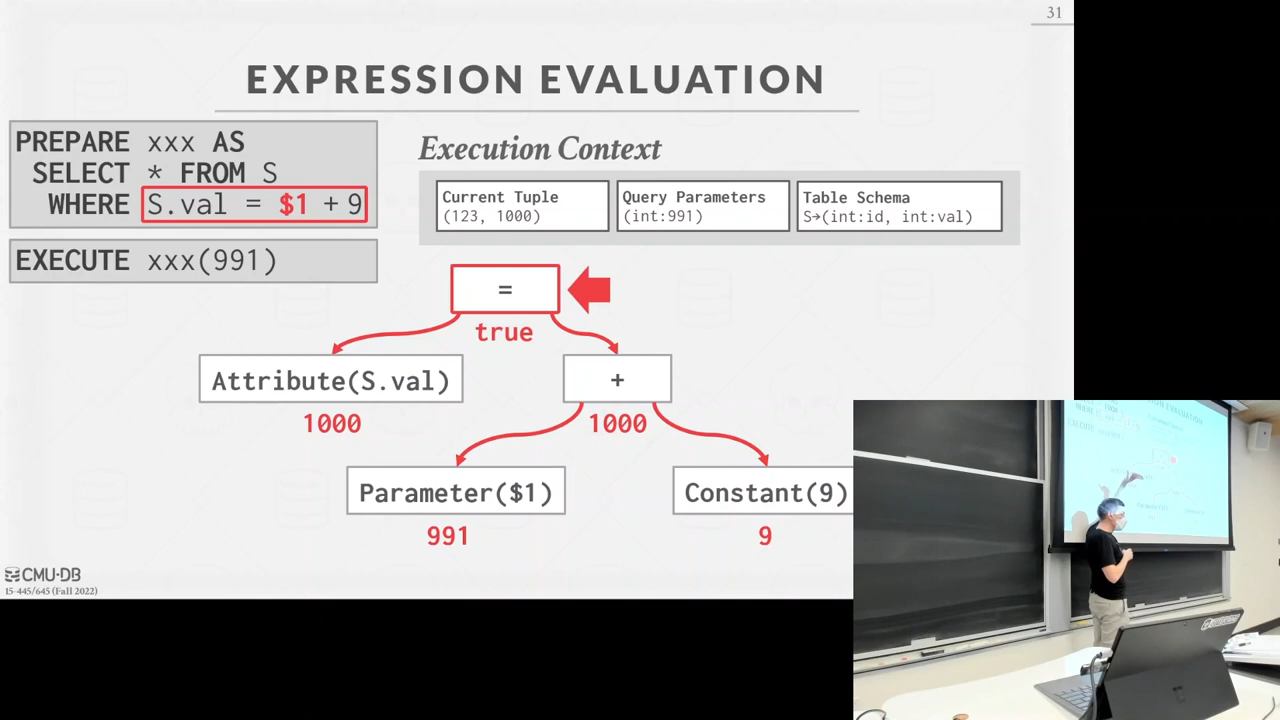 31
EXPRESSION EVALUATION
PREPARE xxx AS
SELECT * FROM S
WHERE S.val = $1 + 9
EXECUTE xxx(991)
Execution Context
Current Tuple
(123, 1000)
Query Parameters
(int:991)
Table Schema
S→(int:id, int:val)
=
true
Attribute(S.val)
1000
+
1000
Parameter($1)
991
Constant(9)
9
CMU·DB
15-445/645 (Fall 2022)